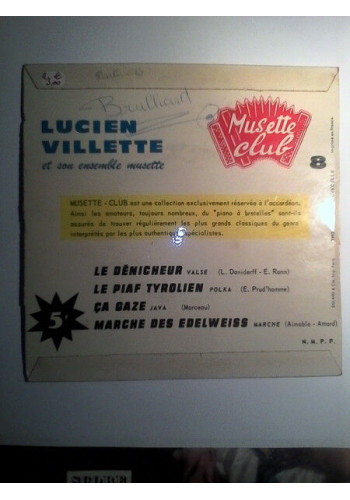 Brulhard
LUCIEN
VILLETTE
et son ensemble musette
Musette
club
8
MUSETTE - CLUB est une collection exclusivement réservée à l'accordéon.
Ainsi les amateurs, toujours nombreux, du "piano à bretelles" sont-ils
assurés de trouver régulièrement les plus grands classiques du genre
interprétés par les plus authentiques spécialistes.
LE DÉNICHEUR VALSE (L. Daniderff - E. Ronn)
LE PIAF TYROLIEN POLKA (E. Prud'homme)
ÇA GAZE JAVA (Marceau)
MARCHE DES EDELWEISS MARCHE (Aimable - Attard)
5F
M. M. P. P.